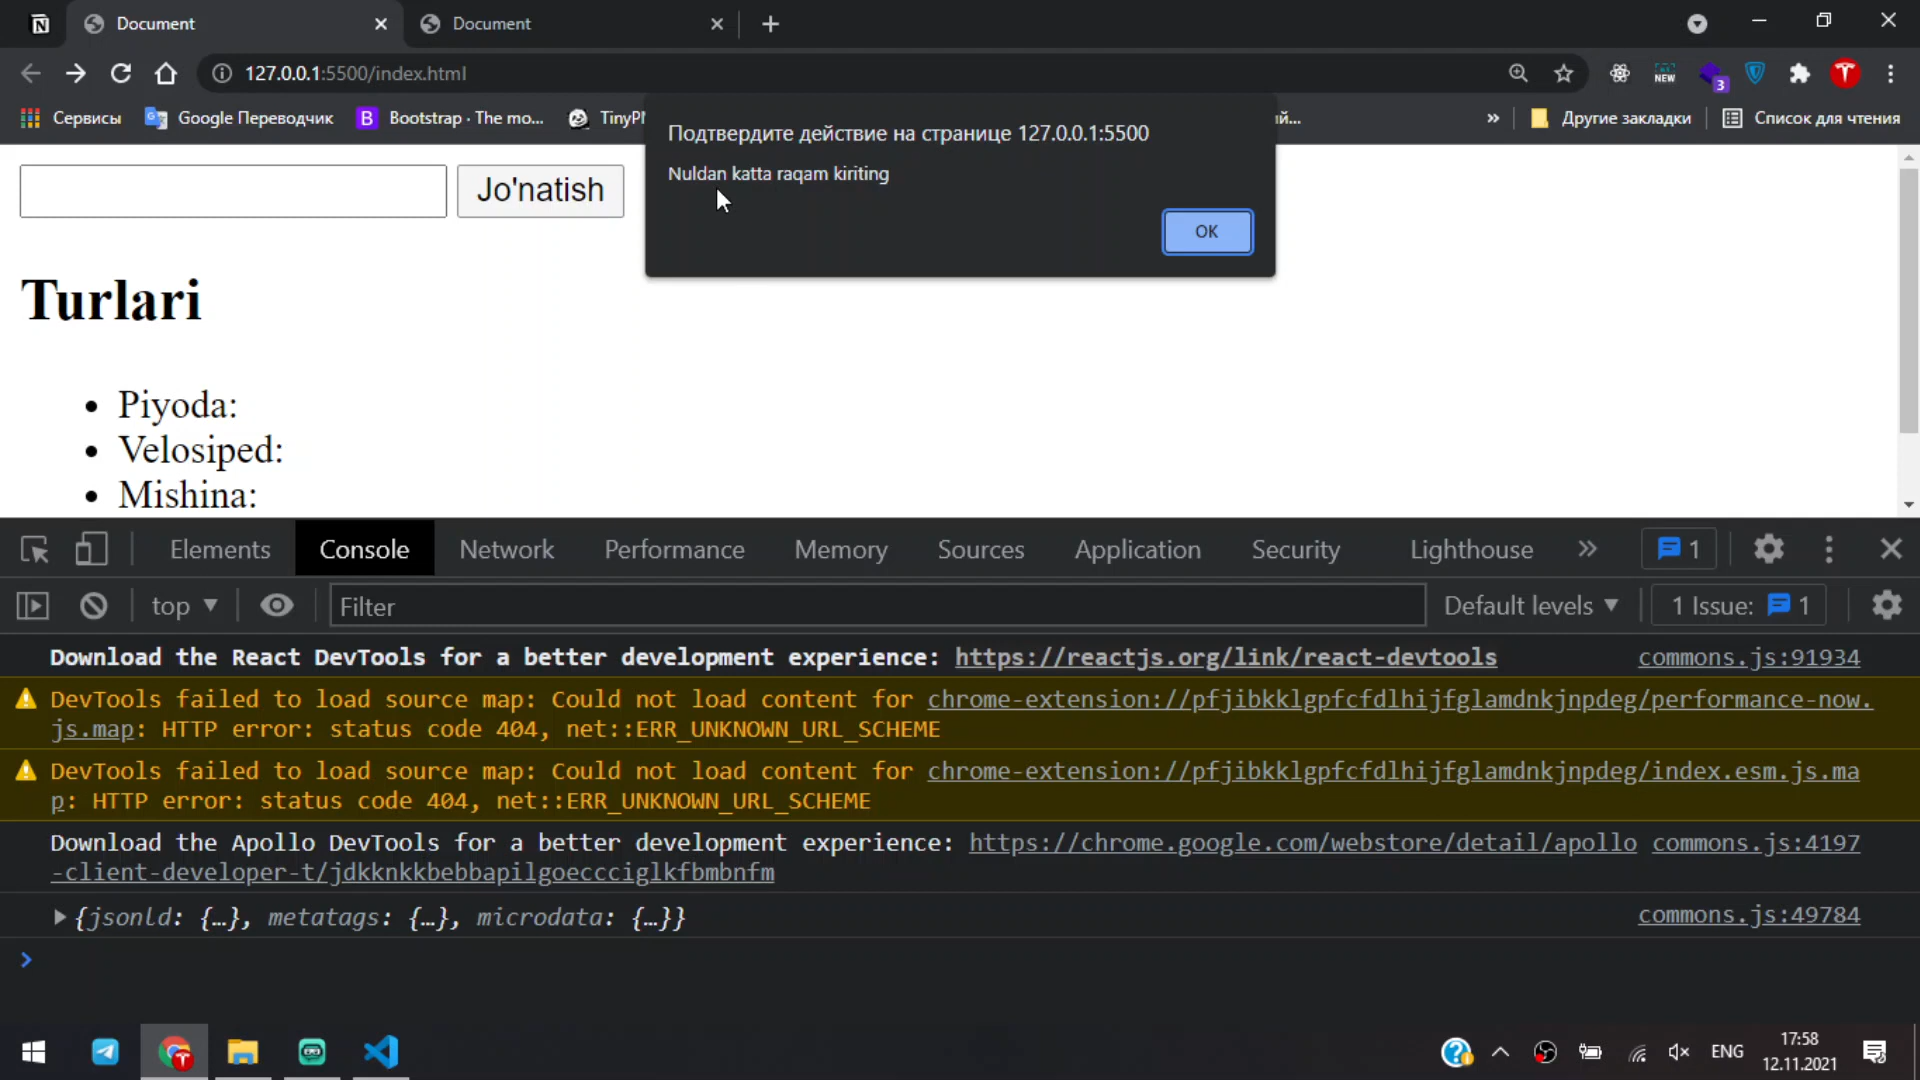 Document
Document
127.0.0.1:5500/index.html
NEW
3
Сервисы
Google Переводчик
B
Bootstrap · The mo...
»
Другие закладки
Список для чтения
Подтвердите действие на странице 127.0.0.1:5500
Nuldan katta raqam kiriting
OK
Jo'natish
Turlari
• Piyoda:
• Velosiped:
• Mishina:
Elements
Console
Network
Performance
Memory
Sources
Application
Security
Lighthouse
»
1
top
Filter
Default levels
1 Issue: 1
Download the React DevTools for a better development experience: https://reactjs.org/link/react-devtools
commons.js:91934
DevTools failed to load source map: Could not load content for chrome-extension://pfjibkklgpfcfdlhijfglamdnkjnpdeg/performance-now.
js.map: HTTP error: status code 404, net::ERR_UNKNOWN_URL_SCHEME
DevTools failed to load source map: Could not load content for chrome-extension://pfjibkklgpfcfdlhijfglamdnkjnpdeg/index.esm.js.ma
p: HTTP error: status code 404, net::ERR_UNKNOWN_URL_SCHEME
Download the Apollo DevTools for a better development experience: https://chrome.google.com/webstore/detail/apollo
-client-developer-t/jdkknkkbebbapilgoeccciglkfbmbnfm
commons.js:4197
{jsonld: {…}, metatags: {…}, microdata: {…}}
commons.js:49784
ENG
17:58
12.11.2021